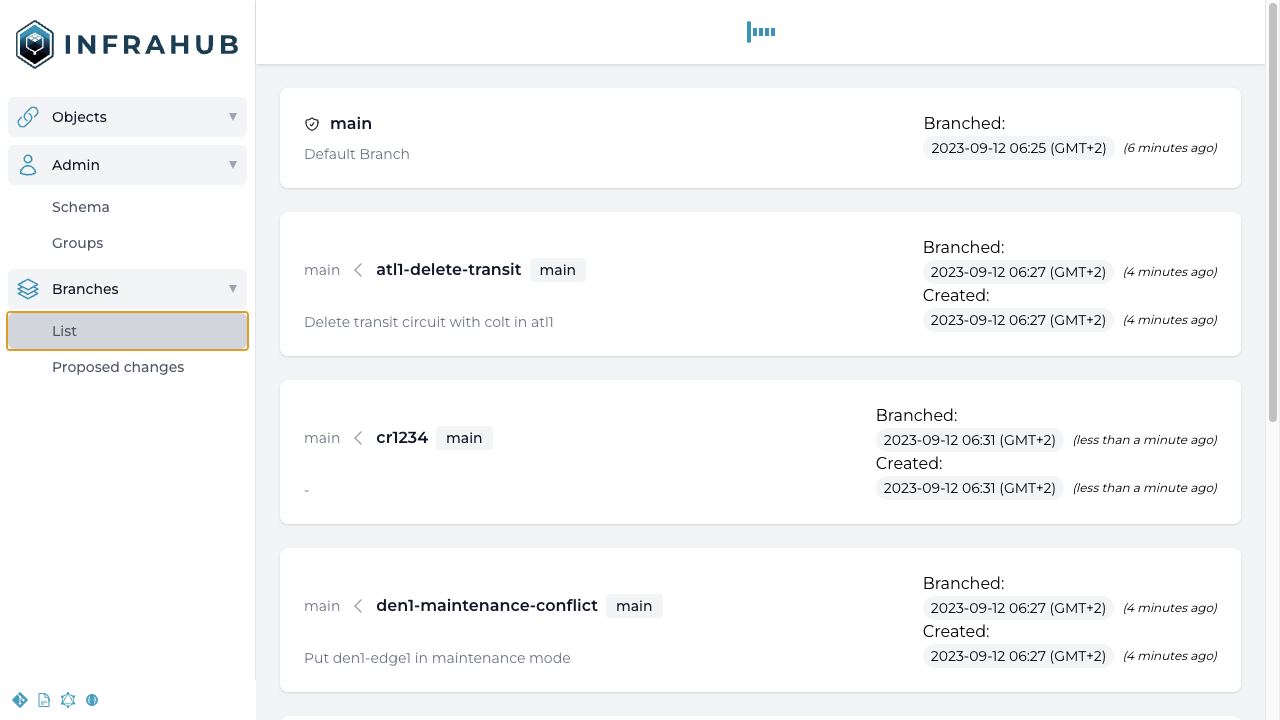 INFRAHUB
Objects
Admin
Schema
Groups
Branches
List
Proposed changes
main
Default Branch
Branched:
2023-09-12 06:25 (GMT+2) (6 minutes ago)
main atl1-delete-transit main
Delete transit circuit with colt in atl1
Branched:
2023-09-12 06:27 (GMT+2) (4 minutes ago)
Created:
2023-09-12 06:27 (GMT+2) (4 minutes ago)
main cr1234 main
-
Branched:
2023-09-12 06:31 (GMT+2) (less than a minute ago)
Created:
2023-09-12 06:31 (GMT+2) (less than a minute ago)
main den1-maintenance-conflict main
Put den1-edge1 in maintenance mode
Branched:
2023-09-12 06:27 (GMT+2) (4 minutes ago)
Created:
2023-09-12 06:27 (GMT+2) (4 minutes ago)